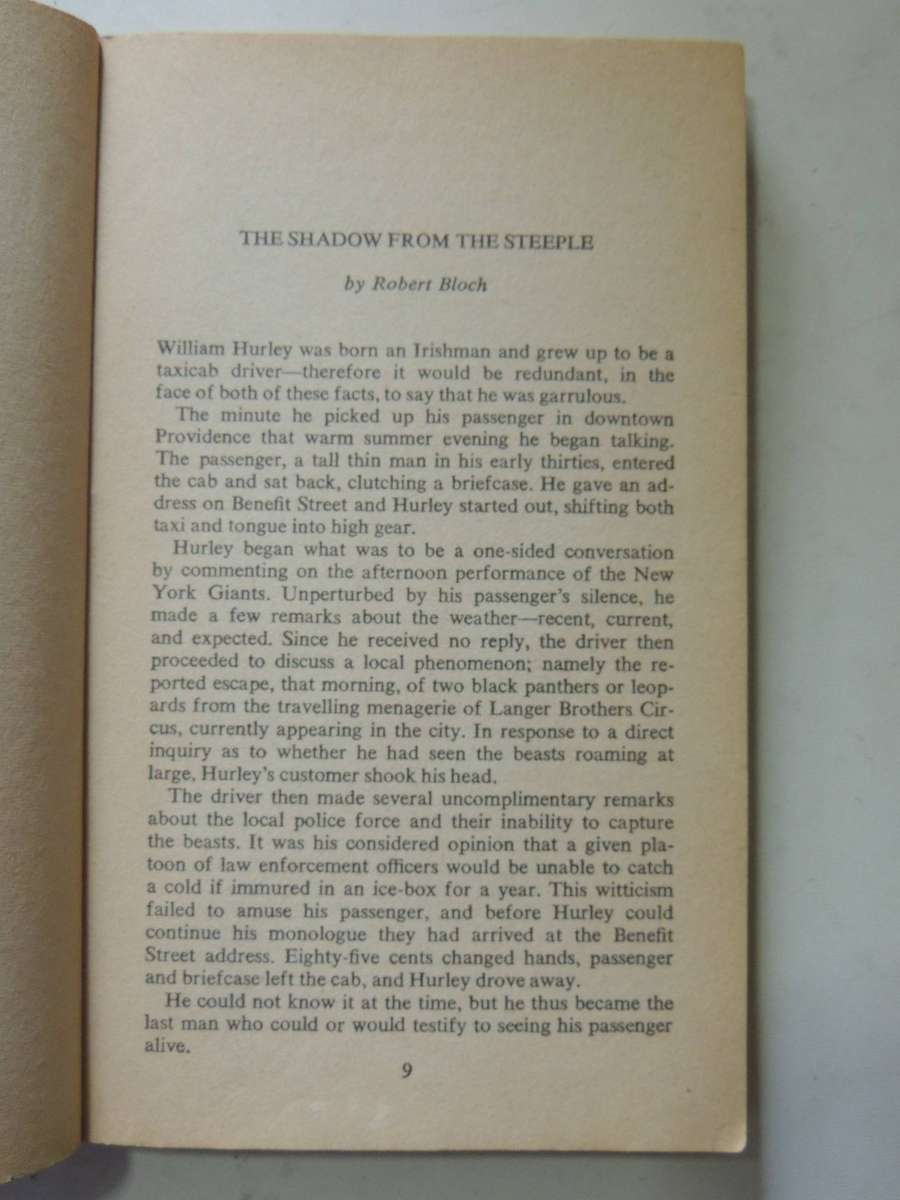 THE SHADOW FROM THE STEEPLE
by Robert Bloch
William Hurley was born an Irishman and grew up to be a
taxicab driver—therefore it would be redundant, in the
face of both of these facts, to say that he was garrulous.
The minute he picked up his passenger in downtown
Providence that warm summer evening he began talking.
The passenger, a tall thin man in his early thirties, entered
the cab and sat back, clutching a briefcase. He gave an ad-
dress on Benefit Street and Hurley started out, shifting both
taxi and tongue into high gear.
Hurley began what was to be a one-sided conversation
by commenting on the afternoon performance of the New
York Giants. Unperturbed by his passenger's silence, he
made a few remarks about the weather—recent, current,
and expected. Since he received no reply, the driver then
proceeded to discuss a local phenomenon; namely the re-
ported escape, that morning, of two black panthers or leop-
ards from the travelling menagerie of Langer Brothers Cir-
cus, currently appearing in the city. In response to a direct
inquiry as to whether he had seen the beasts roaming at
large, Hurley's customer shook his head.
The driver then made several uncomplimentary remarks
about the local police force and their inability to capture
the beasts. It was his considered opinion that a given pla-
toon of law enforcement officers would be unable to catch
a cold if immured in an ice-box for a year. This witticism
failed to amuse his passenger, and before Hurley could
continue his monologue they had arrived at the Benefit
Street address. Eighty-five cents changed hands, passenger
and briefcase left the cab, and Hurley drove away.
He could not know it at the time, but he thus became the
last man who could or would testify to seeing his passenger
alive.
9